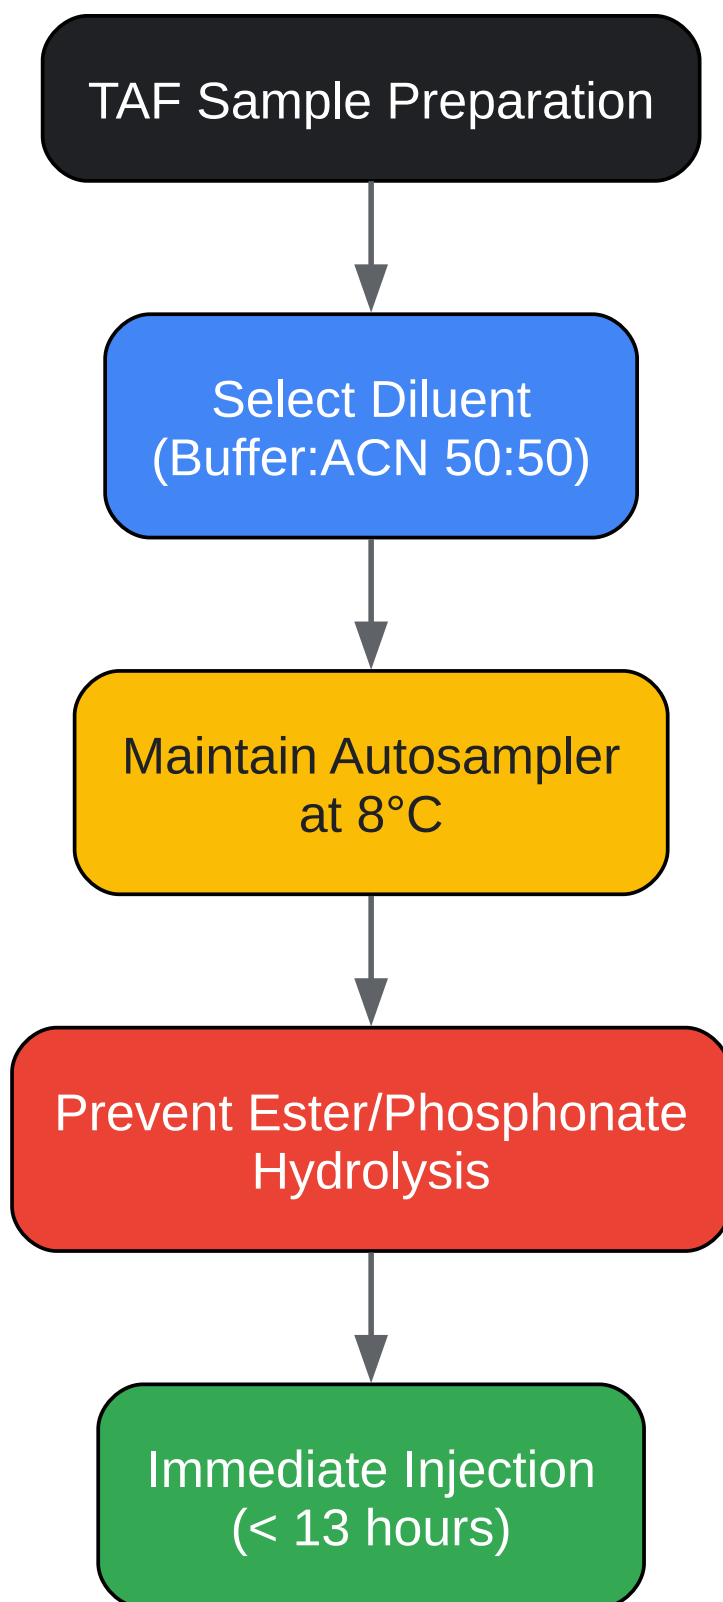 TAF Sample Preparation
Select Diluent
(Buffer:ACN 50:50)
Maintain Autosampler
at 8°C
Prevent Ester/Phosphonate
Hydrolysis
Immediate Injection
(< 13 hours)